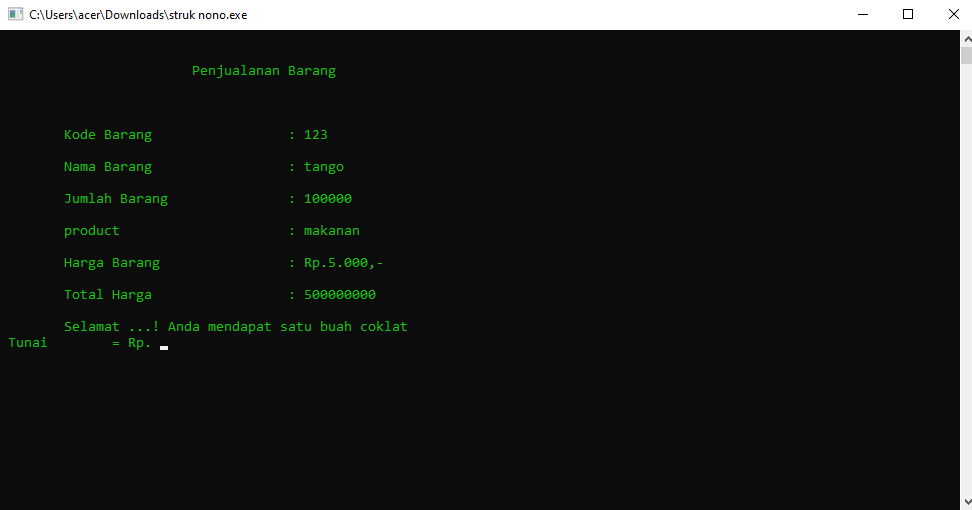 C:\Users\acer\Downloads\struk nono.exe
Penjualanan Barang
Kode Barang : 123
Nama Barang : tango
Jumlah Barang : 100000
product : makanan
Harga Barang : Rp.5.000,-
Total Harga : 500000000
Selamat ...! Anda mendapat satu buah coklat
Tunai = Rp.